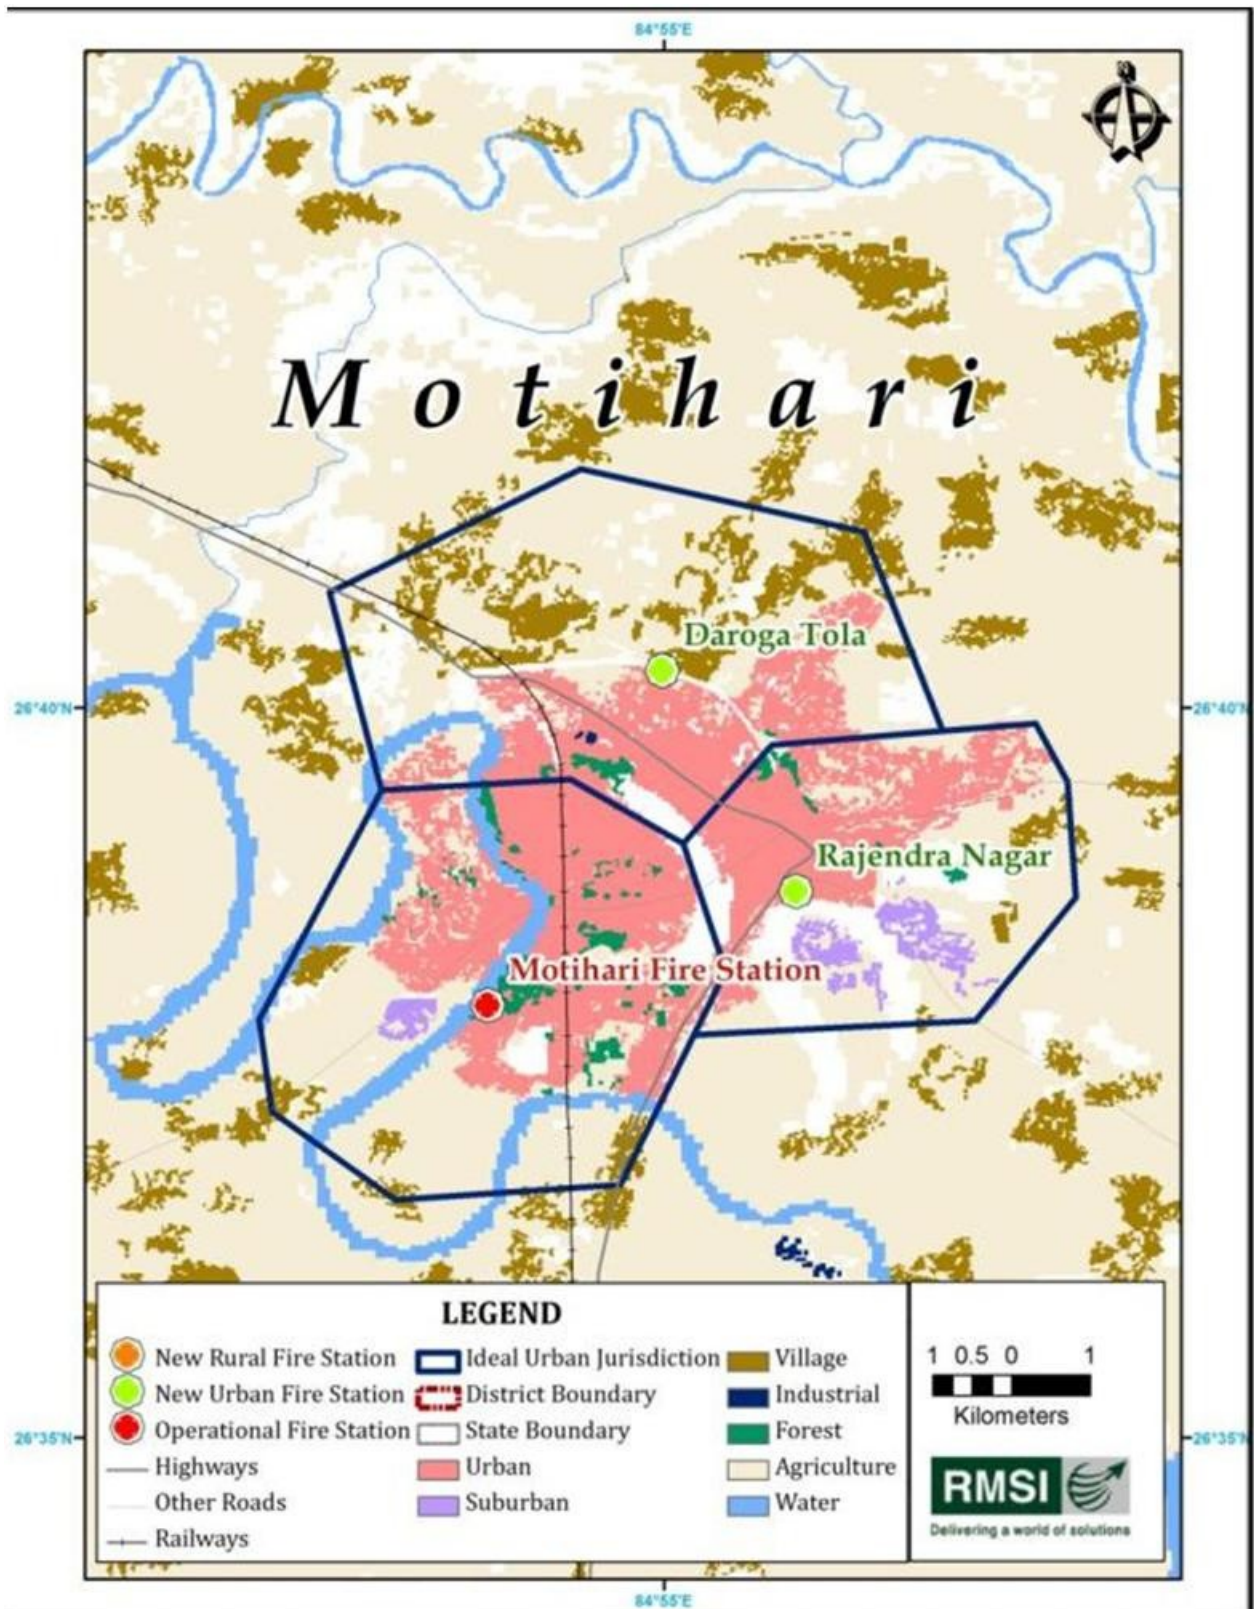 84°55'E
N
Motihari
Daroga Tola
26°40'N
26°40'N
Rajendra Nagar
Motihari Fire Station
LEGEND
New Rural Fire Station
Ideal Urban Jurisdiction
Village
New Urban Fire Station
District Boundary
Industrial
Operational Fire Station
State Boundary
Forest
Highways
Urban
Agriculture
Other Roads
Suburban
Water
Railways
1 0.5 0 1
Kilometers
RMSI
Delivering a world of solutions
26°35'N
26°35'N
84°55'E